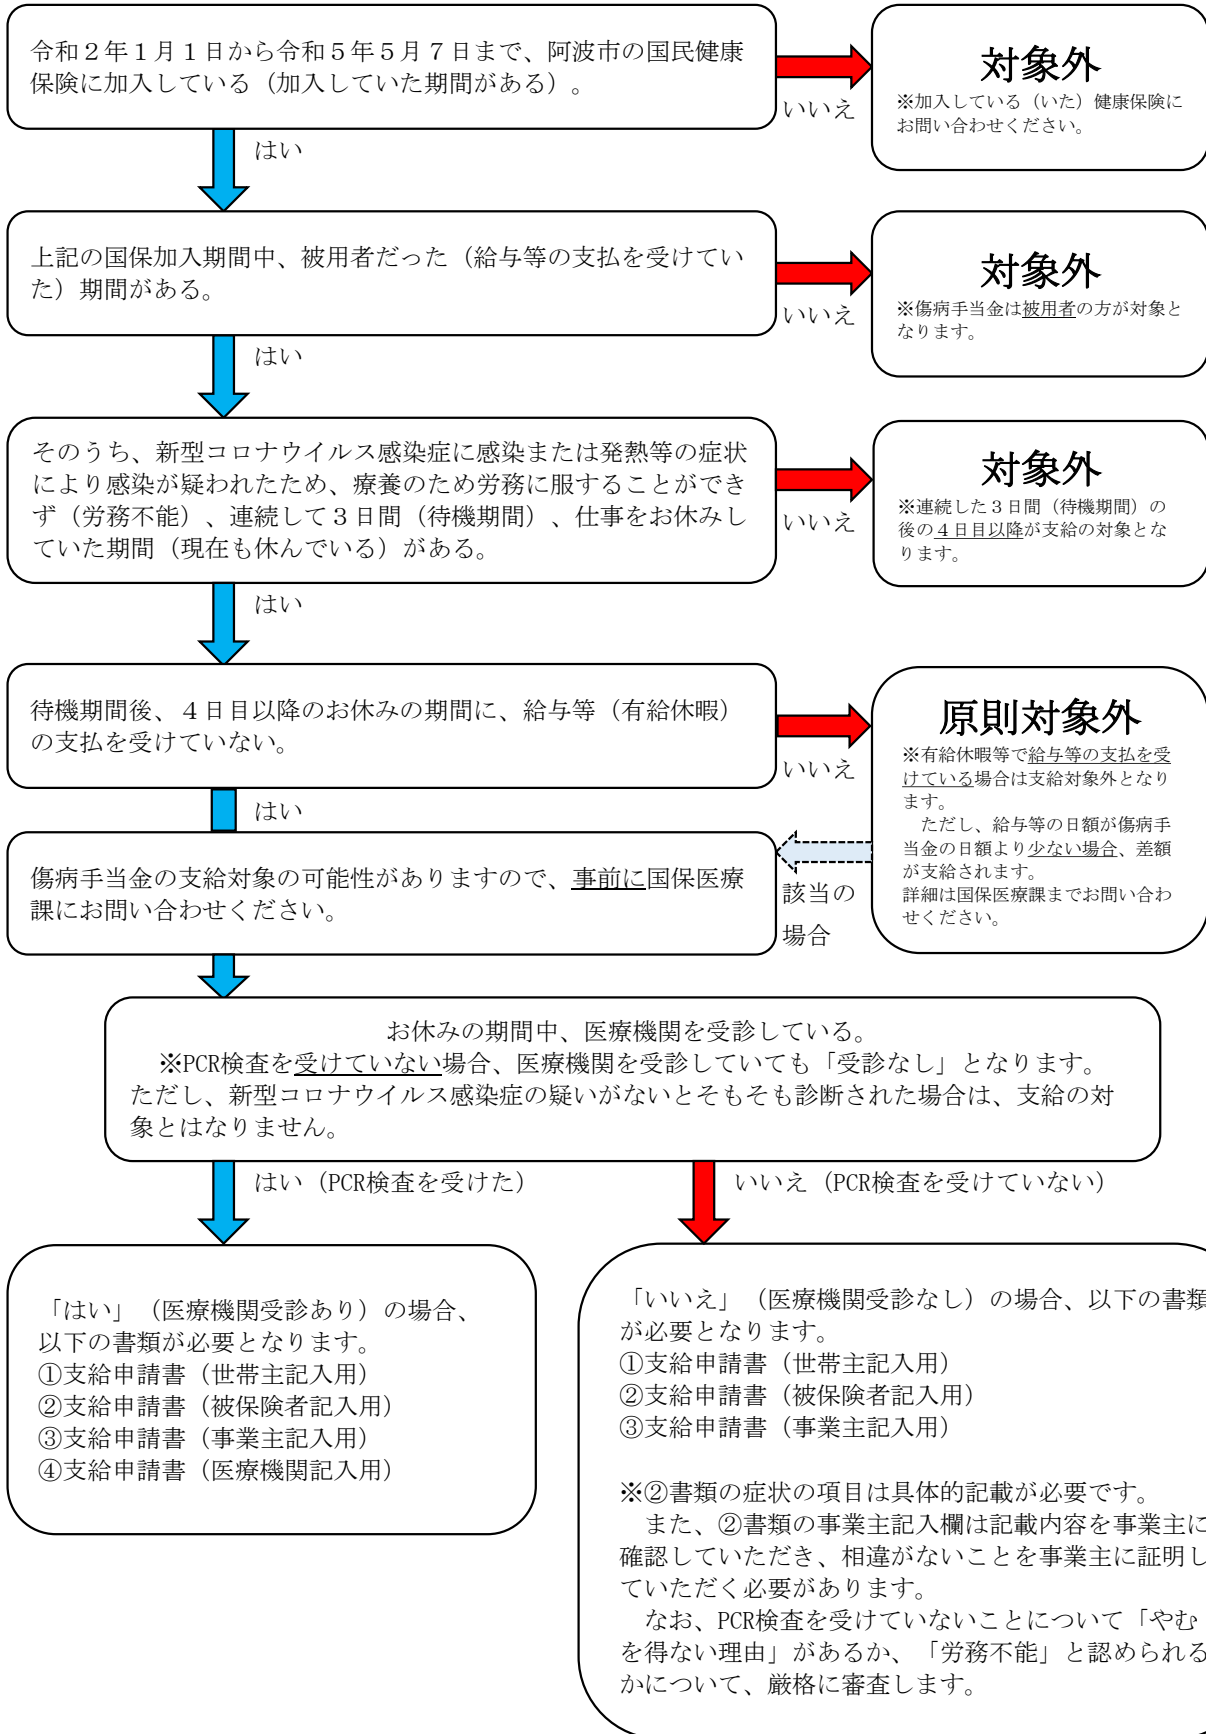 令和２年１月１日から令和５年５月７日まで、阿波市の国民健康
保険に加入している（加入していた期間がある）。
いいえ
対象外
※加入している（いた）健康保険に
お問い合わせください。
はい
上記の国保加入期間中、被用者だった（給与等の支払を受けてい
た）期間がある。
いいえ
対象外
※傷病手当金は被用者の方が対象と
なります。
はい
そのうち、新型コロナウイルス感染症に感染または発熱等の症状
により感染が疑われたため、療養のため労務に服することができ
ず（労務不能）、連続して３日間（待機期間）、仕事をお休みし
ていた期間（現在も休んでいる）がある。
いいえ
対象外
※連続した３日間（待機期間）の
後の４日目以降が支給の対象とな
ります。
はい
待機期間後、４日目以降のお休みの期間に、給与等（有給休暇）
の支払を受けていない。
いいえ
原則対象外
※有給休暇等で給与等の支払を受
けている場合は支給対象外となり
ます。
ただし、給与等の日額が傷病手
当金の日額より少ない場合、差額
が支給されます。
詳細は国保医療課までお問い合わ
せください。
はい
傷病手当金の支給対象の可能性がありますので、事前に国保医療
課にお問い合わせください。
該当の
場合
お休みの期間中、医療機関を受診している。
※PCR検査を受けていない場合、医療機関を受診していても「受診なし」となります。
ただし、新型コロナウイルス感染症の疑いがないとそもそも診断された場合は、支給の対
象とはなりません。
はい（PCR検査を受けた）
いいえ（PCR検査を受けていない）
「はい」（医療機関受診あり）の場合、
以下の書類が必要となります。
①支給申請書（世帯主記入用）
②支給申請書（被保険者記入用）
③支給申請書（事業主記入用）
④支給申請書（医療機関記入用）
「いいえ」（医療機関受診なし）の場合、以下の書類
が必要となります。
①支給申請書（世帯主記入用）
②支給申請書（被保険者記入用）
③支給申請書（事業主記入用）
※②書類の症状の項目は具体的記載が必要です。
また、②書類の事業主記入欄は記載内容を事業主に
確認していただき、相違がないことを事業主に証明し
ていただく必要があります。
なお、PCR検査を受けていないことについて「やむ
を得ない理由」があるか、「労務不能」と認められる
かについて、厳格に審査します。